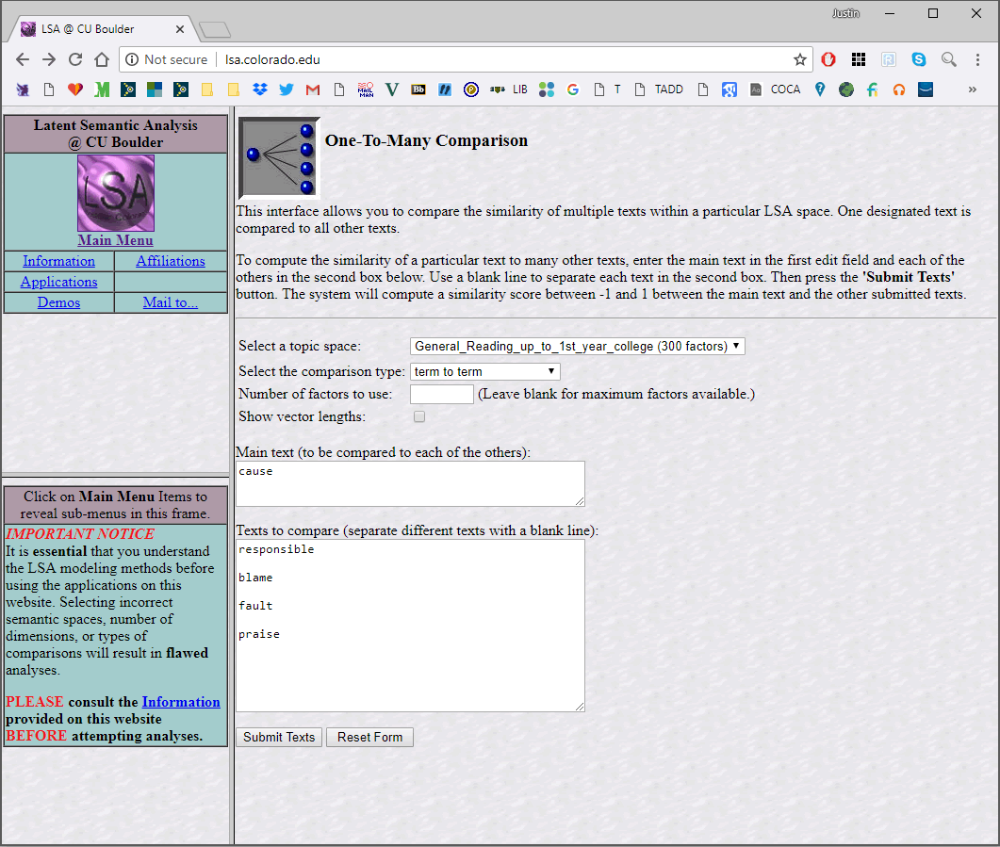 Justin
LSA @ CU Boulder
Not secure
lsa.colorado.edu
SEO MAIL MAN
V
Bb
LIB
G
T
TADD
Aa
COCA
Latent Semantic Analysis
@ CU Boulder
LSA
Main Menu
Information Affiliations
Applications
Demos Mail to...
Click on Main Menu Items to
reveal sub-menus in this frame.
IMPORTANT NOTICE
It is essential that you understand
the LSA modeling methods before
using the applications on this
website. Selecting incorrect
semantic spaces, number of
dimensions, or types of
comparisons will result in flawed
analyses.
PLEASE consult the Information
provided on this website
BEFORE attempting analyses.
One-To-Many Comparison
This interface allows you to compare the similarity of multiple texts within a particular LSA space. One designated text is
compared to all other texts.
To compute the similarity of a particular text to many other texts, enter the main text in the first edit field and each of the
others in the second box below. Use a blank line to separate each text in the second box. Then press the 'Submit Texts'
button. The system will compute a similarity score between -1 and 1 between the main text and the other submitted texts.
Select a topic space: General_Reading_up_to_1st_year_college (300 factors)
Select the comparison type: term to term
Number of factors to use: (Leave blank for maximum factors available.)
Show vector lengths:
Main text (to be compared to each of the others):
cause
Texts to compare (separate different texts with a blank line):
responsible
blame
fault
praise
Submit Texts Reset Form